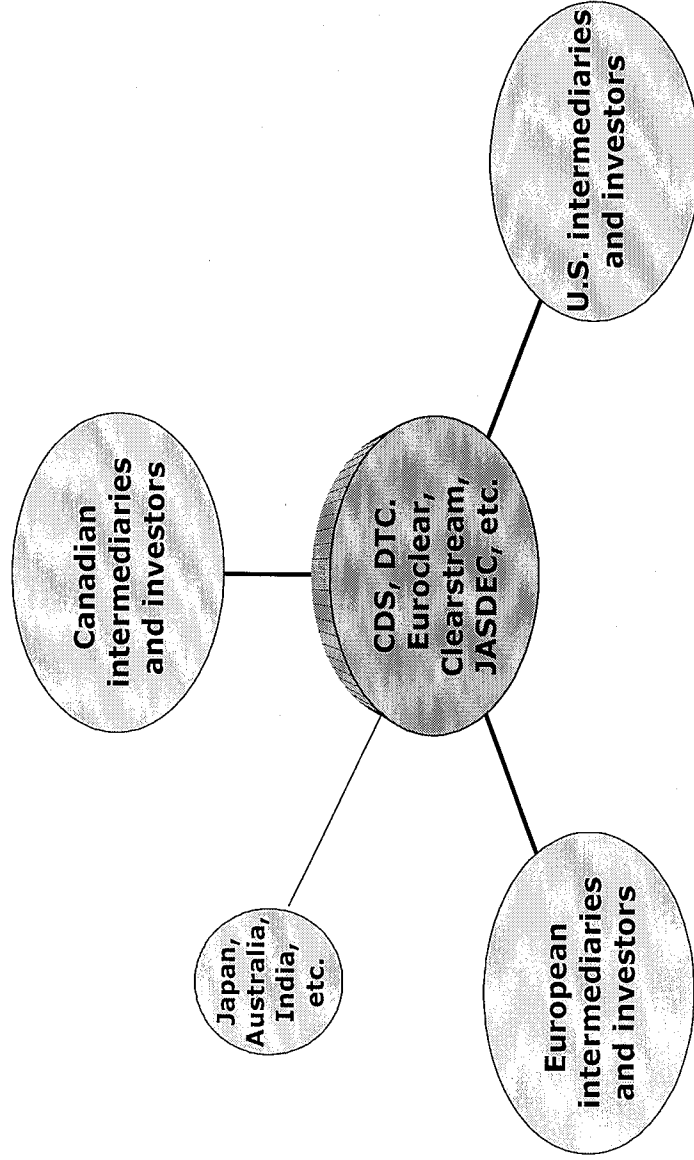 Canadian
intermediaries
and investors
Japan,
Australia,
India,
etc.
CDS, DTC.
Euroclear,
Clearstream,
JASDEC, etc.
European
intermediaries
and investors
U.S. intermediaries
and investors